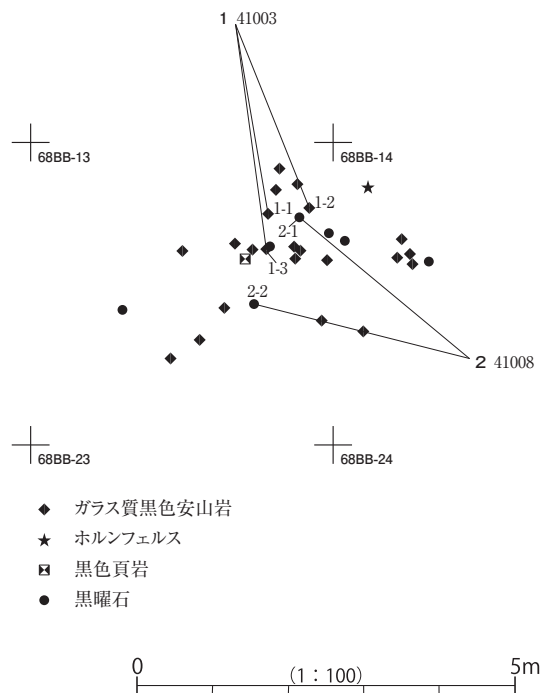 1 41003
68BB-13
68BB-14
1-1
1-2
2-1
1-3
2-2
2 41008
68BB-23
68BB-24
ガラス質黒色安山岩
ホルンフェルス
黒色頁岩
黒曜石
0 (1：100) 5m